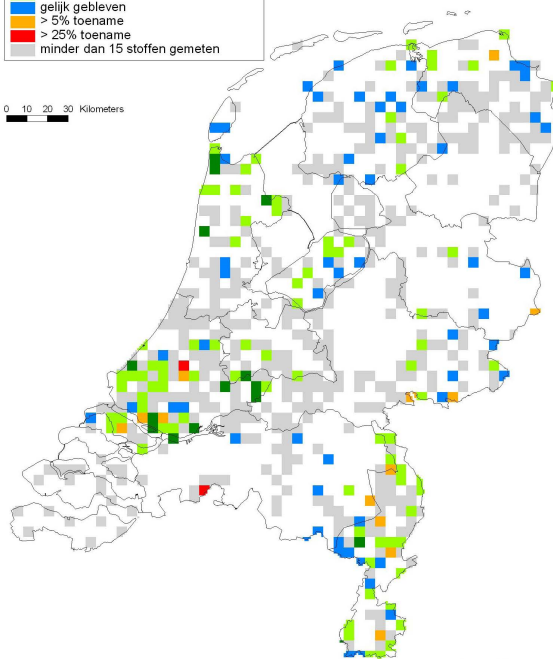 gelijk gebleven
> 5% toename
> 25% toename
minder dan 15 stoffen gemeten
0 10 20 30 Kilometers